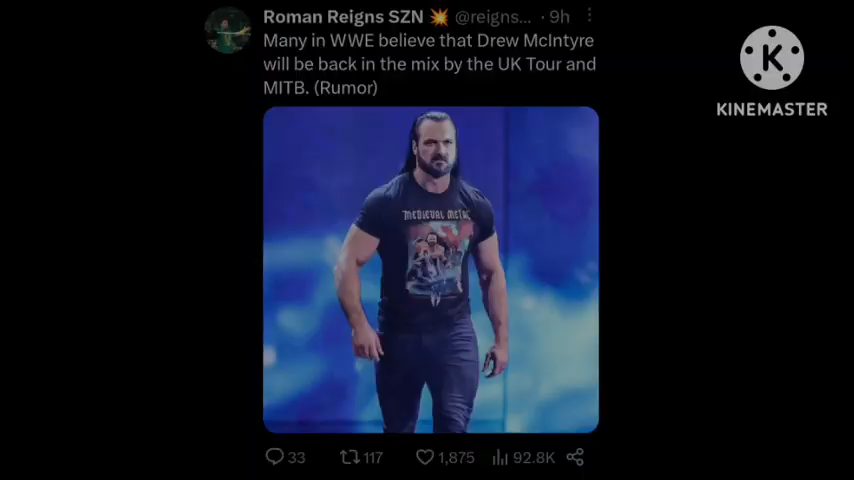 Roman Reigns SZN 💥 @reigns... · 9h
Many in WWE believe that Drew McIntyre
will be back in the mix by the UK Tour and
MITB. (Rumor)
K
KINEMASTER
MEDIEVAL METAL
33 117 1,875 92.8K